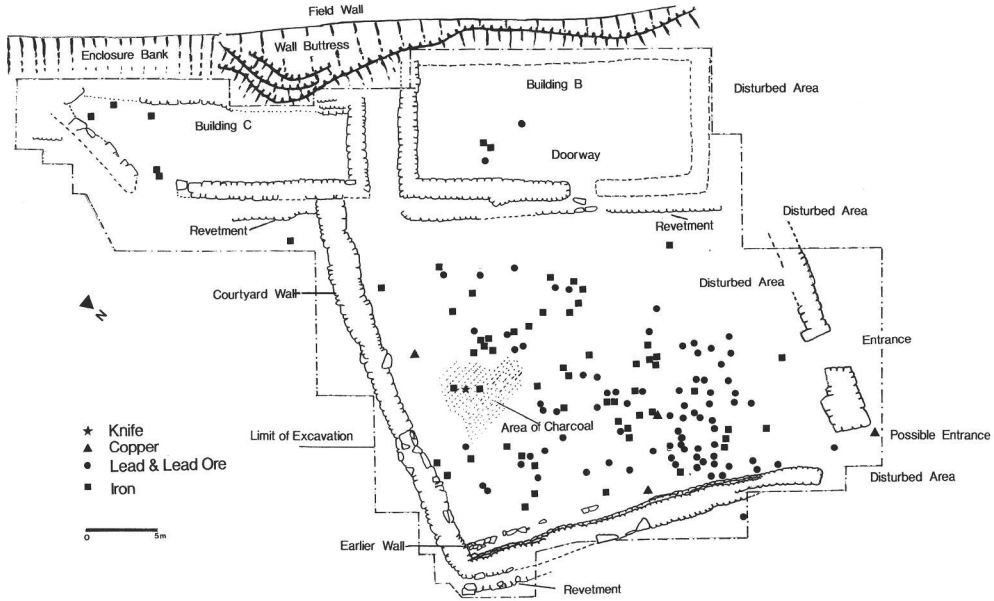 Field Wall
Enclosure Bank
Wall Buttress
Building B
Disturbed Area
Building C
Doorway
Revetment
Revetment
Disturbed Area
Disturbed Area
Courtyard Wall
N
Entrance
Area of Charcoal
Limit of Excavation
Possible Entrance
Knife
Copper
Lead & Lead Ore
Iron
Disturbed Area
0 5m
Earlier Wall
Revetment